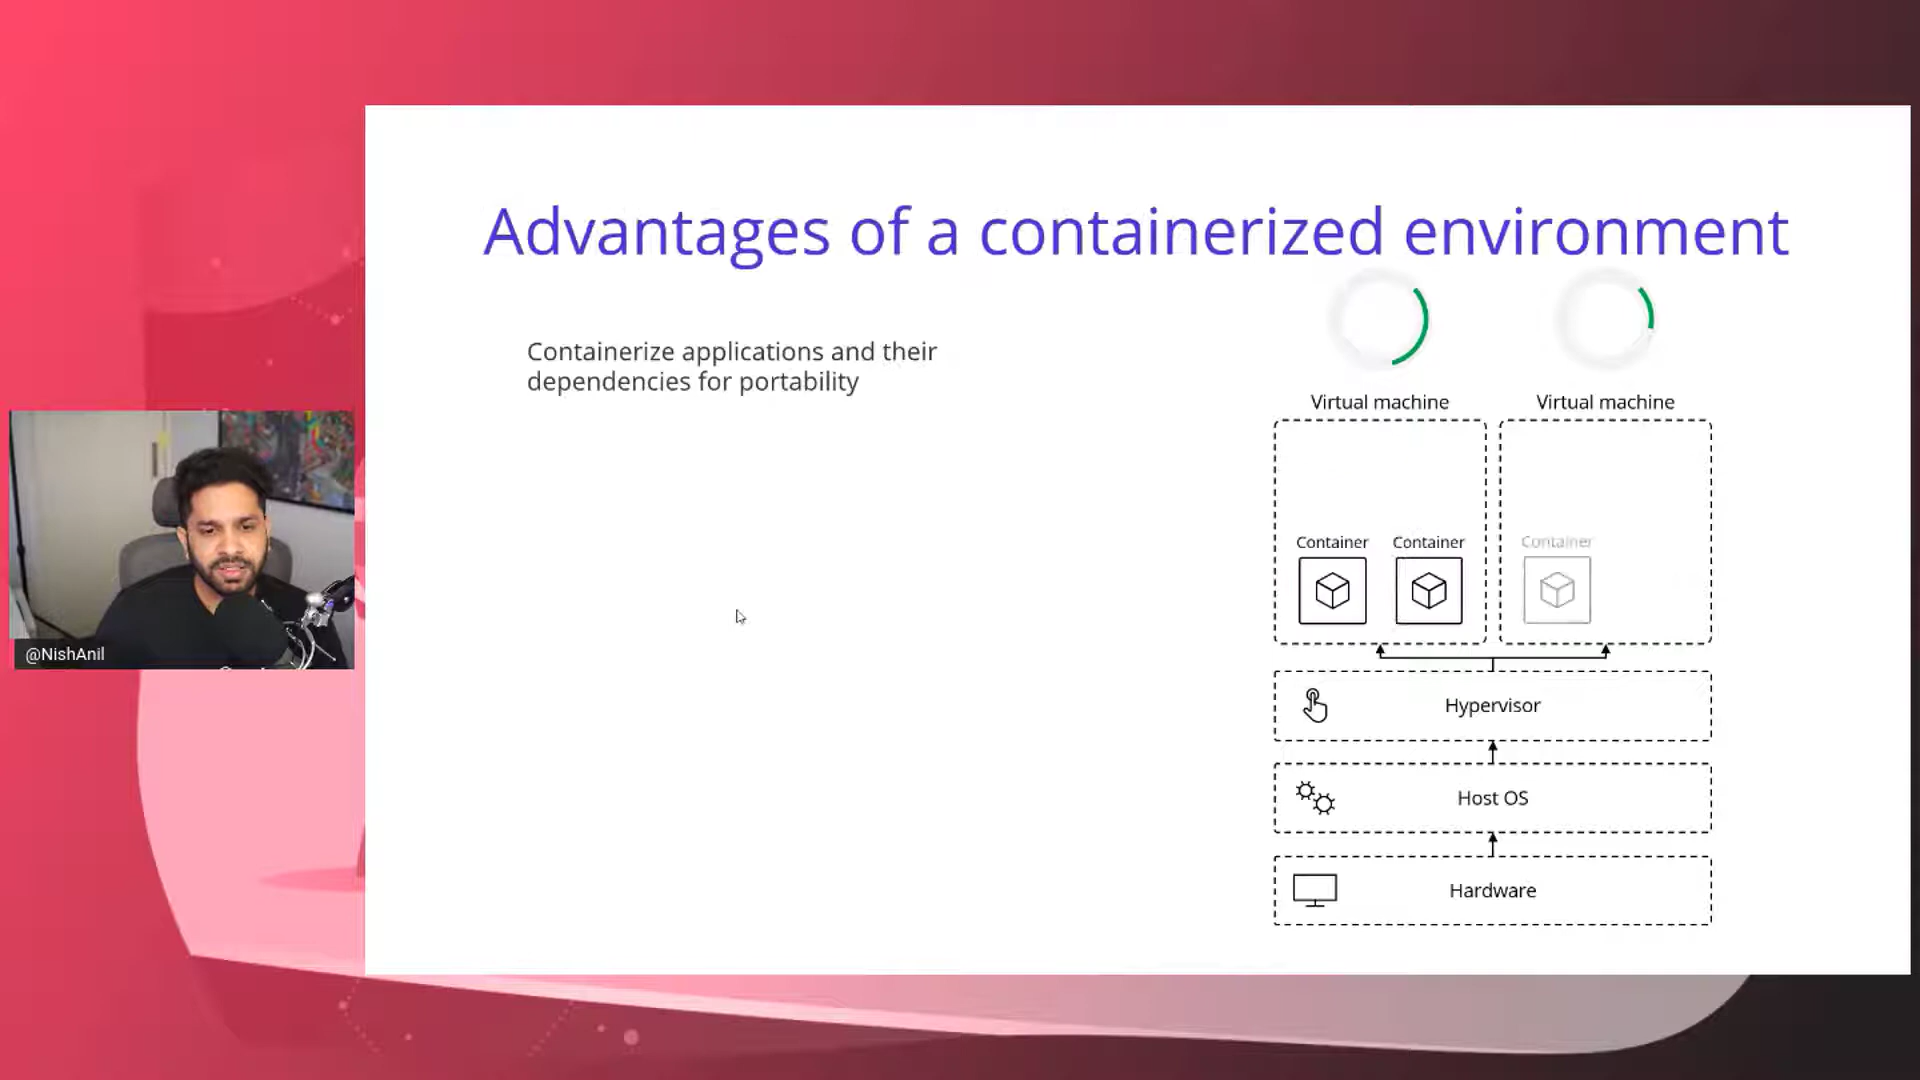 Advantages of a containerized environment
Containerize applications and their
dependencies for portability
Virtual machine
Virtual machine
Container
Container
Container
Hypervisor
Host OS
Hardware
@NishAnil